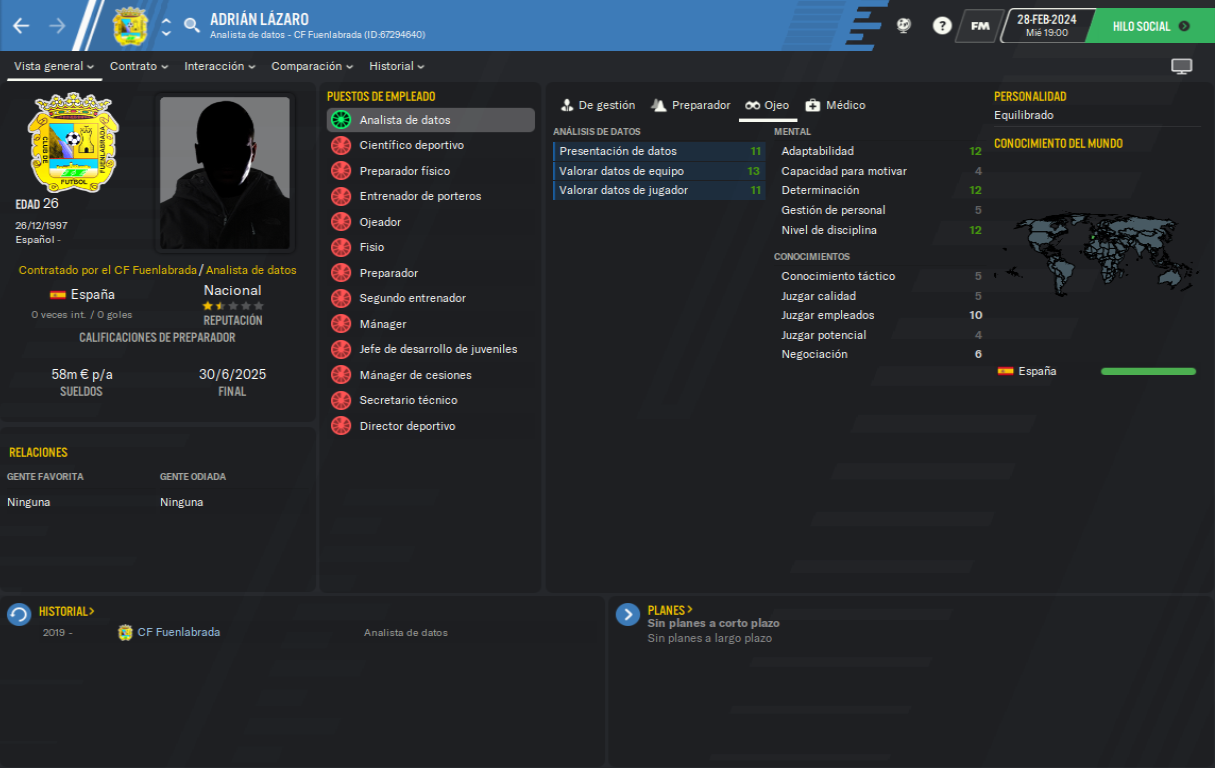 ADRIÁN LÁZARO
Analista de datos - CF Fuenlabrada (ID:67294640)
?
FM
28-FEB-2024
Mié 19:00
HILO SOCIAL
Vista general
Contrato
Interacción
Comparación
Historial
CLUB DE
FUENLABRADA
FUTBOL
EDAD 26
26/12/1997
Español -
Contratado por el CF Fuenlabrada / Analista de datos
España
0 veces int. / 0 goles
Nacional
REPUTACIÓN
CALIFICACIONES DE PREPARADOR
58m € p/a
SUELDOS
30/6/2025
FINAL
RELACIONES
GENTE FAVORITA
GENTE ODIADA
Ninguna
Ninguna
PUESTOS DE EMPLEADO
Analista de datos
Científico deportivo
Preparador físico
Entrenador de porteros
Ojeador
Fisio
Preparador
Segundo entrenador
Mánager
Jefe de desarrollo de juveniles
Mánager de cesiones
Secretario técnico
Director deportivo
De gestión
Preparador
Ojeo
Médico
ANÁLISIS DE DATOS
Presentación de datos 11
Valorar datos de equipo 13
Valorar datos de jugador 11
MENTAL
Adaptabilidad 12
Capacidad para motivar 4
Determinación 12
Gestión de personal 5
Nivel de disciplina 12
CONOCIMIENTOS
Conocimiento táctico 5
Juzgar calidad 5
Juzgar empleados 10
Juzgar potencial 4
Negociación 6
PERSONALIDAD
Equilibrado
CONOCIMIENTO DEL MUNDO
España
HISTORIAL >
2019 -
CF Fuenlabrada
Analista de datos
PLANES >
Sin planes a corto plazo
Sin planes a largo plazo